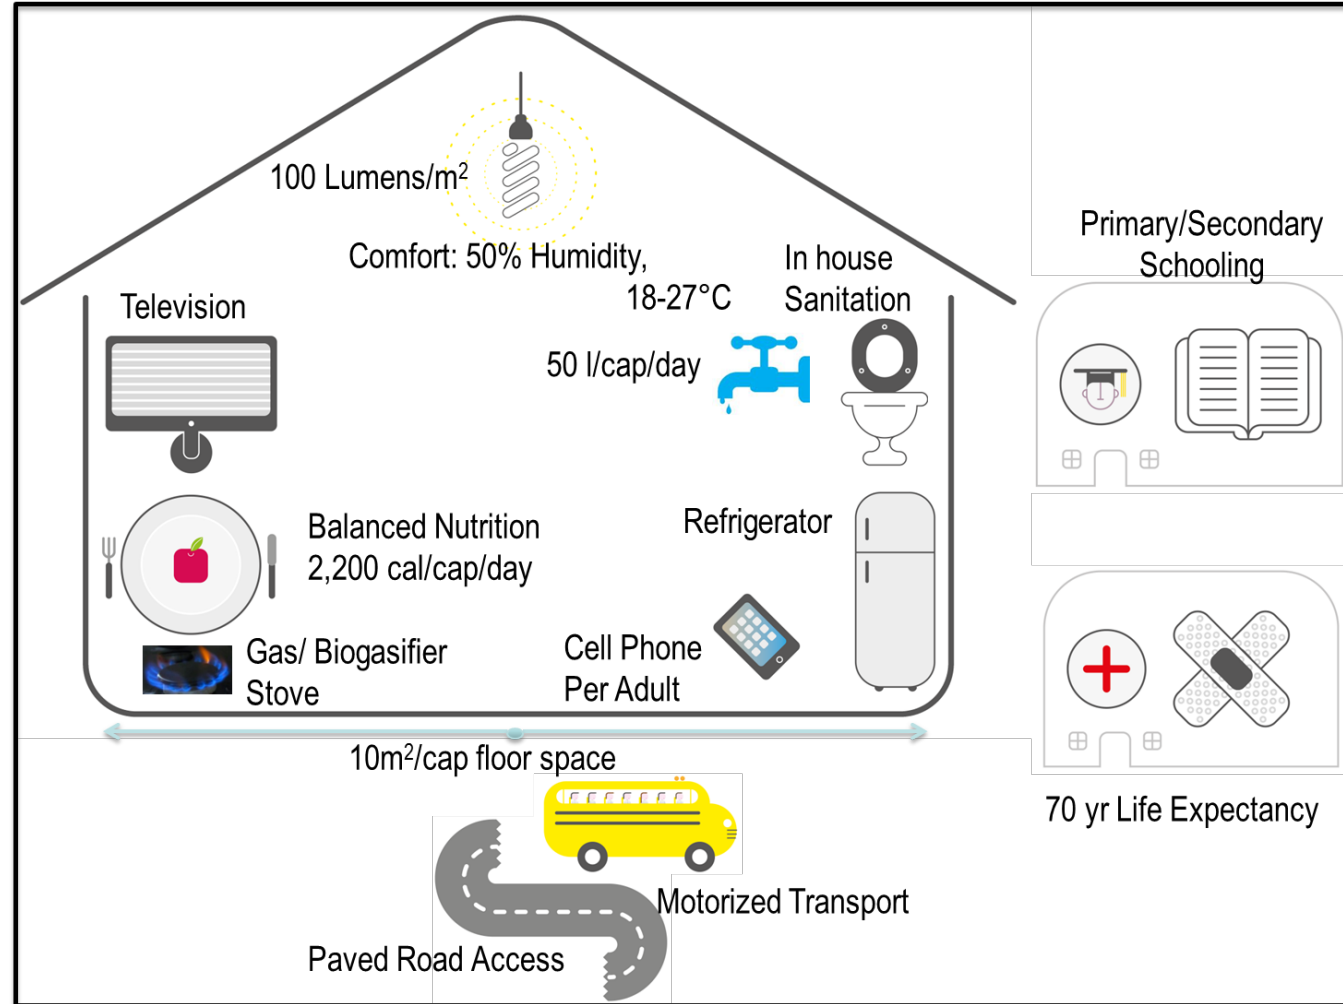 100 Lumens/m²
Comfort: 50% Humidity,
18-27°C
In house
Sanitation
Television
50 l/cap/day
Primary/Secondary
Schooling
Balanced Nutrition
2,200 cal/cap/day
Refrigerator
Gas/ Biogasifier
Stove
Cell Phone
Per Adult
10m²/cap floor space
70 yr Life Expectancy
Motorized Transport
Paved Road Access